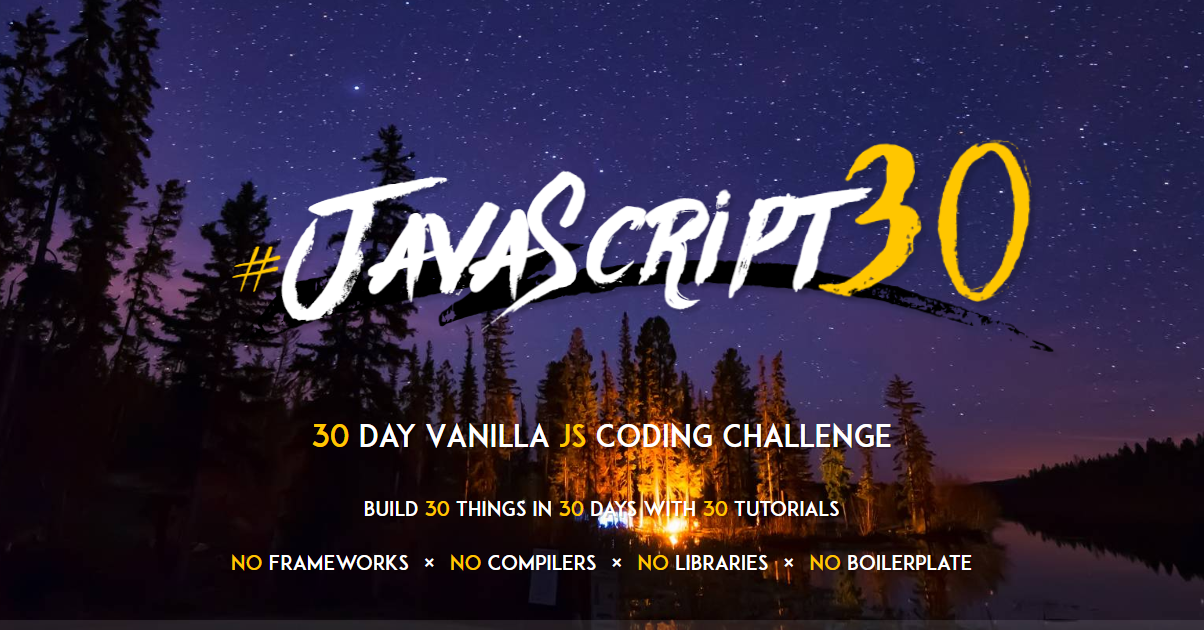 #JAVASCRIPT30
30 DAY VANILLA JS CODING CHALLENGE
BUILD 30 THINGS IN 30 DAYS WITH 30 TUTORIALS
NO FRAMEWORKS × NO COMPILERS × NO LIBRARIES × NO BOILERPLATE